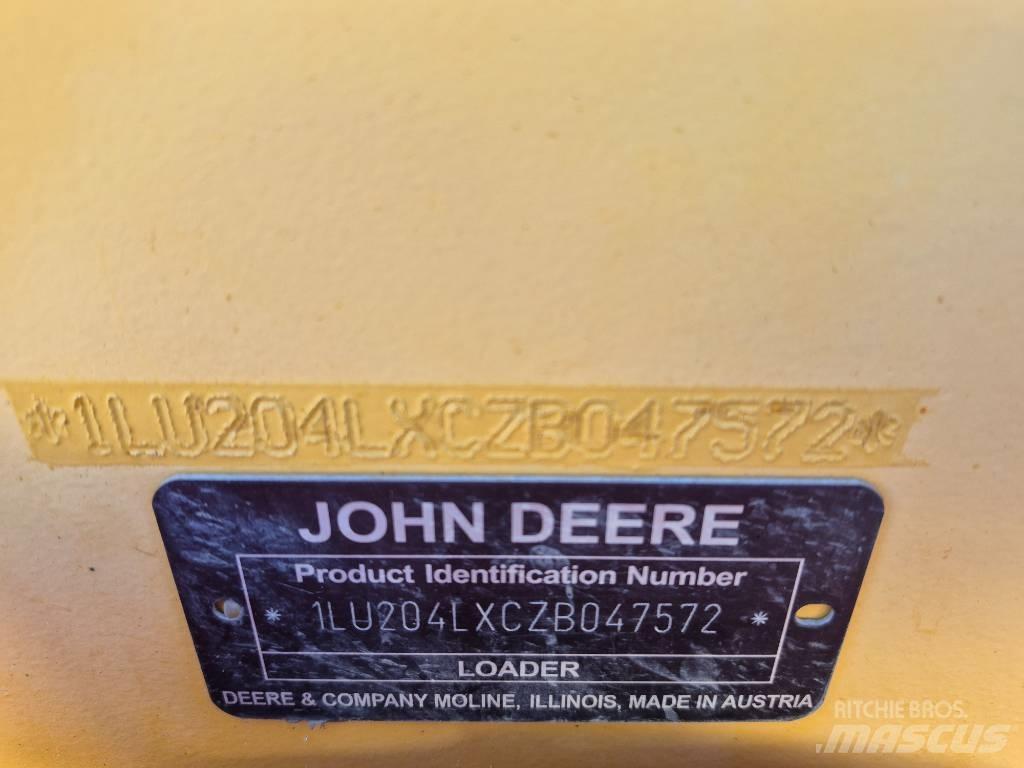 *1LU204LXCZB047572*
JOHN DEERE
Product Identification Number
* 1LU204LXCZB047572 *
LOADER
DEERE & COMPANY MOLINE, ILLINOIS, MADE IN AUSTRIA
RITCHIE BROS.
MASCUS